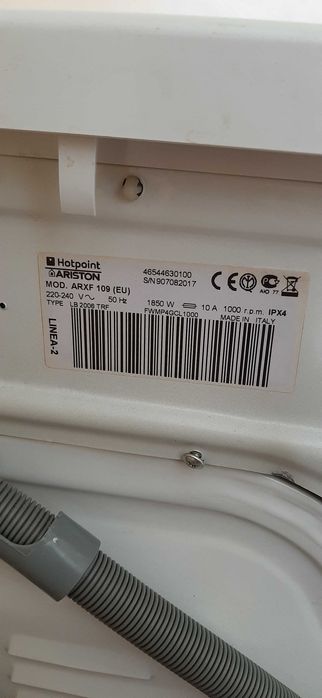 Hotpoint
ARISTON
46544630100
S/N 907082017
MOD. ARXF 109 (EU)
220-240 V 50 Hz 1850 W 10 A 1000 r.p.m. IPX4
TYPE LB 2006 TRF FWMP4GCL1000 MADE IN ITALY
LINEA-2